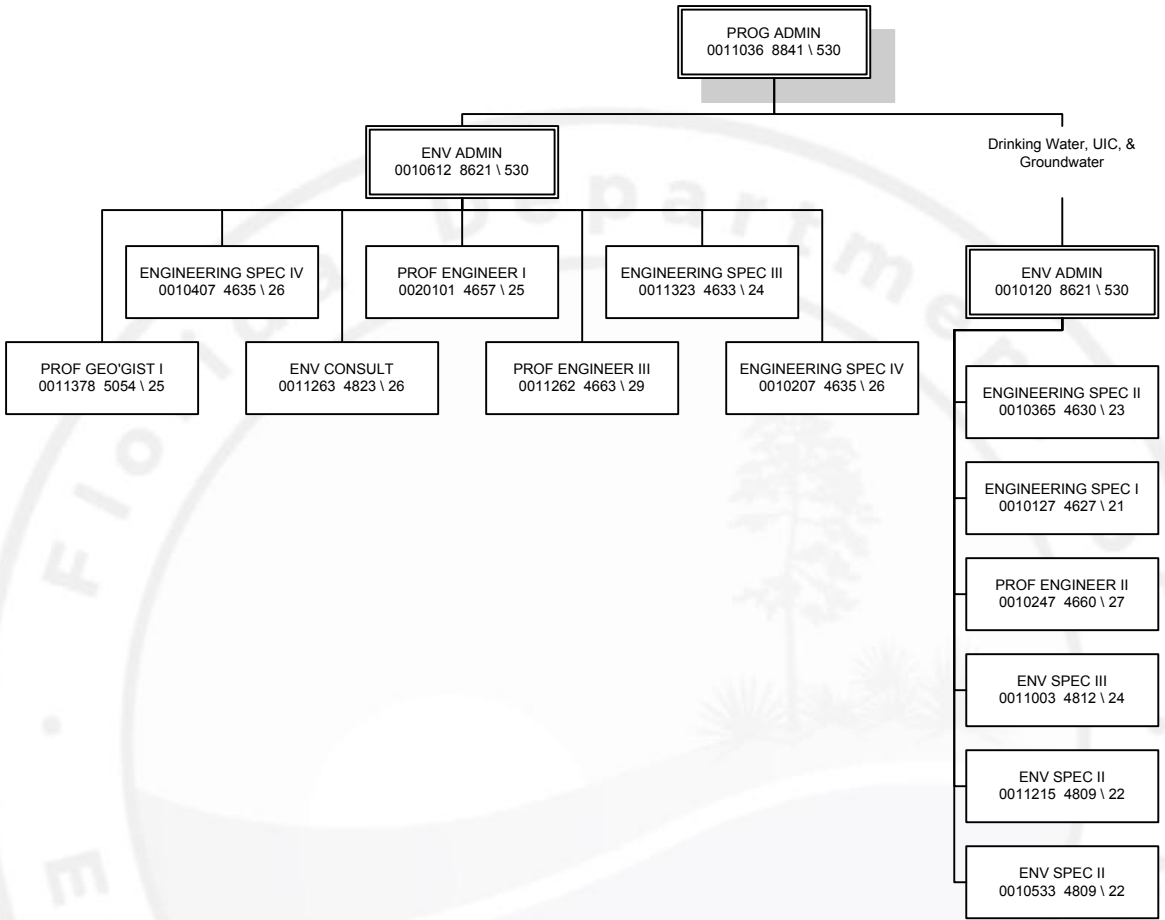 PROG ADMIN
0011036 8841 \ 530
ENV ADMIN
0010612 8621 \ 530
Drinking Water, UIC, &
Groundwater
ENGINEERING SPEC IV
0010407 4635 \ 26
PROF ENGINEER I
0020101 4657 \ 25
ENGINEERING SPEC III
0011323 4633 \ 24
ENV ADMIN
0010120 8621 \ 530
PROF GEO'GIST I
0011378 5054 \ 25
ENV CONSULT
0011263 4823 \ 26
PROF ENGINEER III
0011262 4663 \ 29
ENGINEERING SPEC IV
0010207 4635 \ 26
ENGINEERING SPEC II
0010365 4630 \ 23
ENGINEERING SPEC I
0010127 4627 \ 21
PROF ENGINEER II
0010247 4660 \ 27
ENV SPEC III
0011003 4812 \ 24
ENV SPEC II
0011215 4809 \ 22
ENV SPEC II
0010533 4809 \ 22
Florida Departmen